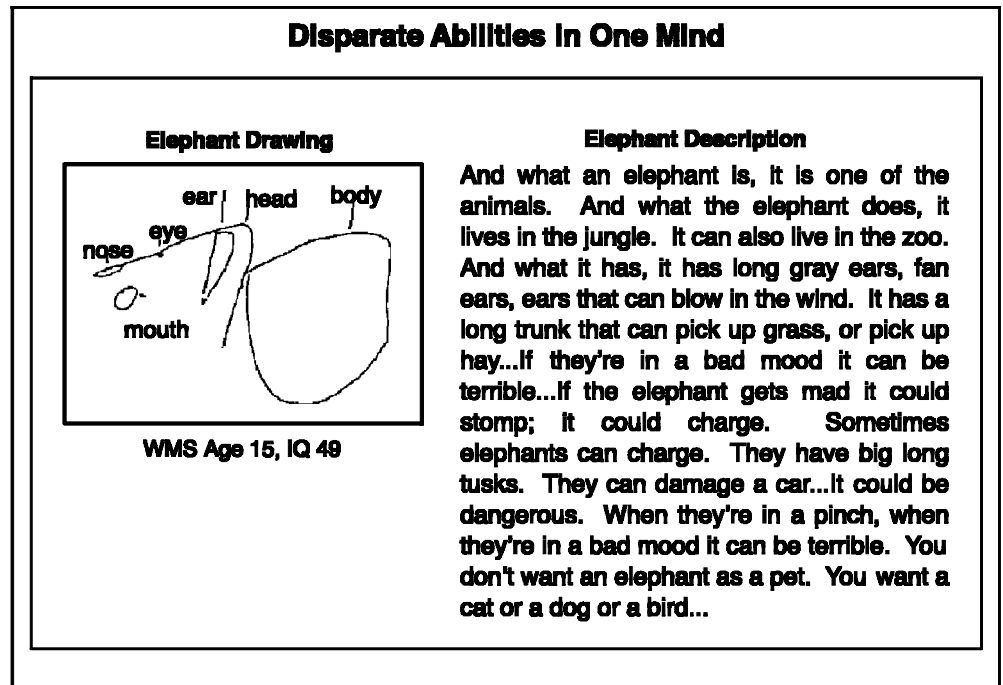 Disparate Abilities in One Mind
Elephant Drawing
ear
head
body
eye
nose
mouth
WMS Age 15, IQ 49
Elephant Description
And what an elephant is, it is one of the
animals. And what the elephant does, it
lives in the jungle. It can also live in the zoo.
And what it has, it has long gray ears, fan
ears, ears that can blow in the wind. It has a
long trunk that can pick up grass, or pick up
hay...If they're in a bad mood it can be
terrible...If the elephant gets mad it could
stomp; it could charge. Sometimes
elephants can charge. They have big long
tusks. They can damage a car...It could be
dangerous. When they're in a pinch, when
they're in a bad mood it can be terrible. You
don't want an elephant as a pet. You want a
cat or a dog or a bird...